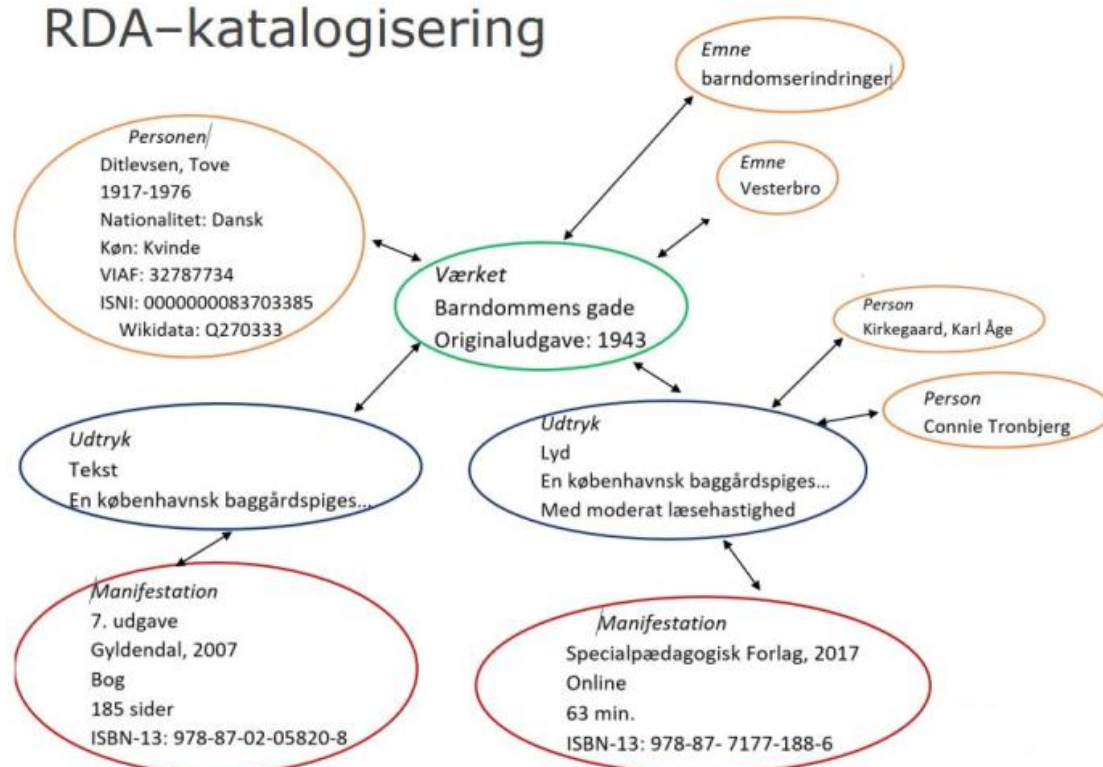 RDA–katalogisering
Emne
barndomserindringer
Emne
Vesterbro
Personen
Ditlevsen, Tove
1917-1976
Nationalitet: Dansk
Køn: Kvinde
VIAF: 32787734
ISNI: 0000000083703385
Wikidata: Q270333
Værket
Barndommens gade
Originaludgave: 1943
Person
Kirkegaard, Karl Åge
Person
Connie Tronbjerg
Udtryk
Tekst
En københavnsk baggårdspiges...
Udtryk
Lyd
En københavnsk baggårdspiges...
Med moderat læsehastighed
Manifestation
7. udgave
Gyldendal, 2007
Bog
185 sider
ISBN-13: 978-87-02-05820-8
Manifestation
Specialpædagogisk Forlag, 2017
Online
63 min.
ISBN-13: 978-87- 7177-188-6